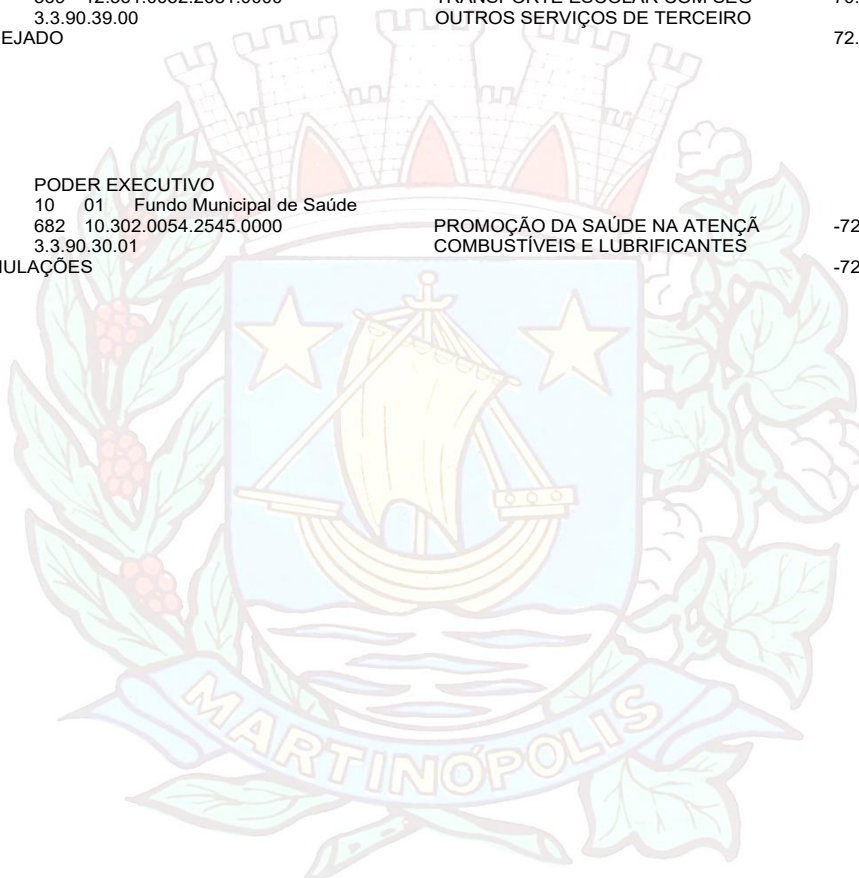 3.3.90.39.00 OUTROS SERVIÇOS DE TERCEIRO
EJADO 72.
PODER EXECUTIVO
10 01 Fundo Municipal de Saúde
682 10.302.0054.2545.0000 PROMOÇÃO DA SAÚDE NA ATENÇÃ -72
3.3.90.30.01 COMBUSTÍVEIS E LUBRIFICANTES
ULAÇÕES -72
MARTINÓPOLIS